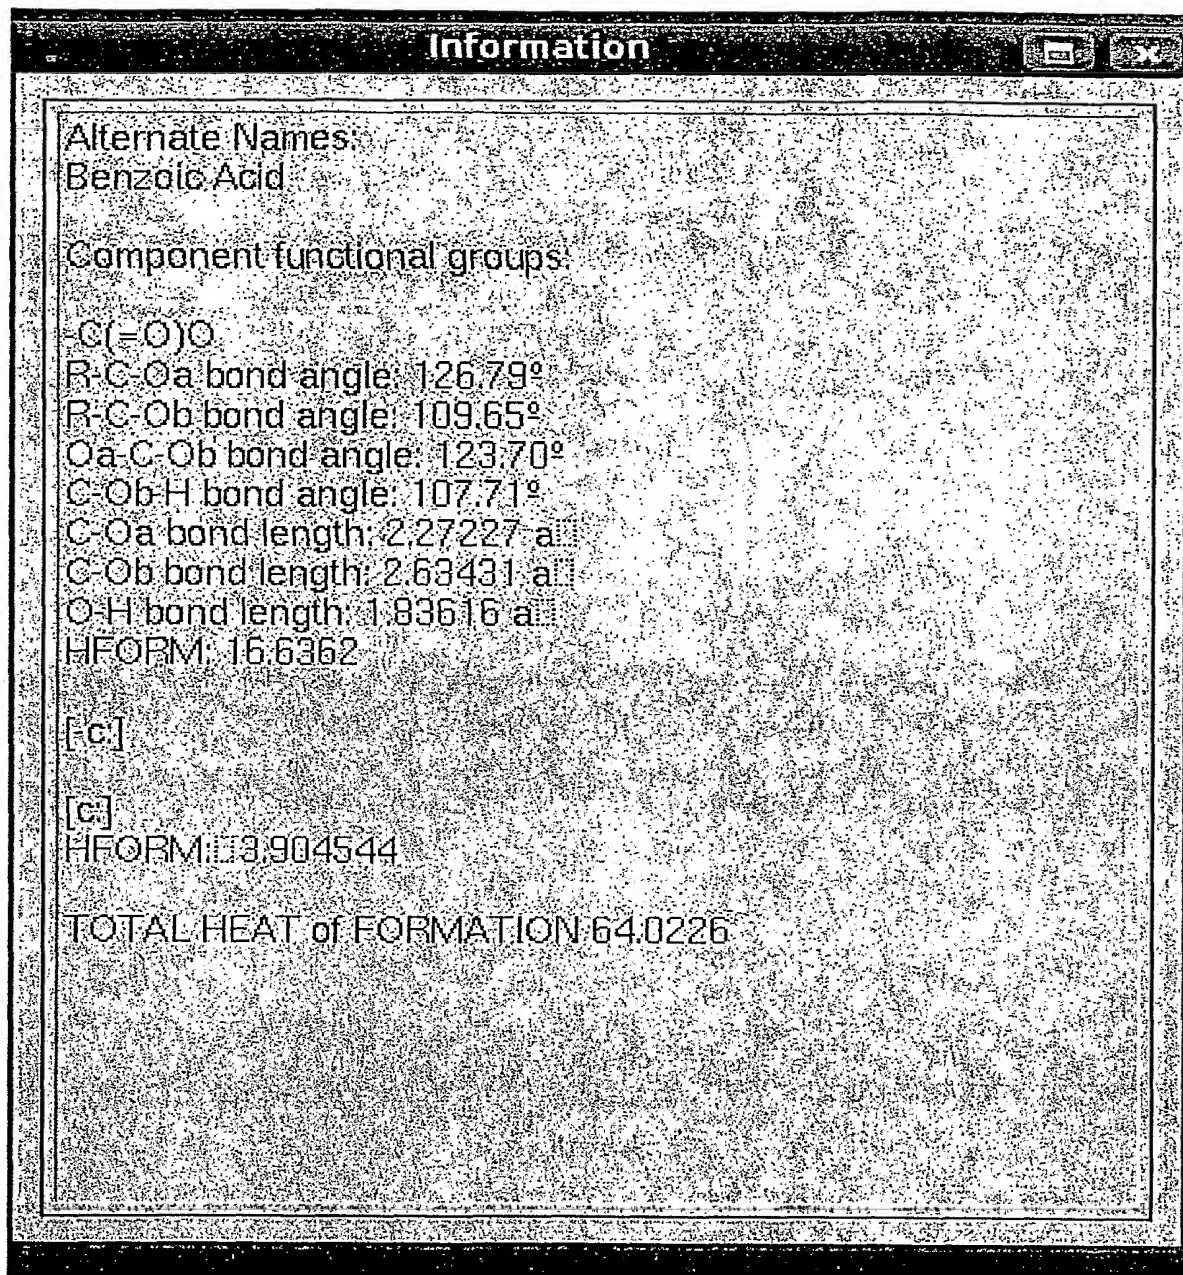 Information
Alternate Names:
Benzoic Acid
Component functional groups:
-C(=O)O
R-C-Oa bond angle: 126.79º
R-C-Ob bond angle: 109.65º
Oa-C-Ob bond angle: 123.70º
C-Ob-H bond angle: 107.71º
C-Oa bond length: 2.27227 a□
C-Ob bond length: 2.63431 a□
O-H bond length: 1.83616 a□
HFORM: 16.6362
[-c:]
[c:]
HFORM:□3.904544
TOTAL HEAT of FORMATION 64.0226